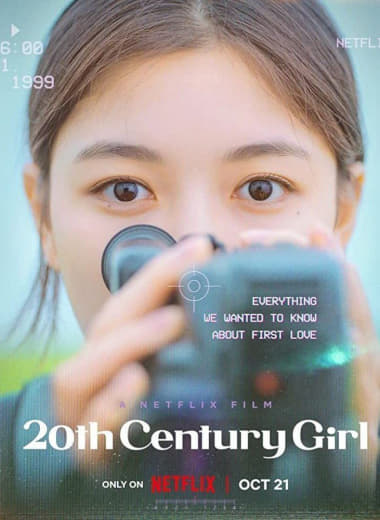 6:00
NETFLI
1
1999
EVERYTHING
WE WANTED TO KNOW
ABOUT FIRST LOVE
A NETFLIX FILM
20th Century Girl
ONLY ON NETFLIX | OCT 21